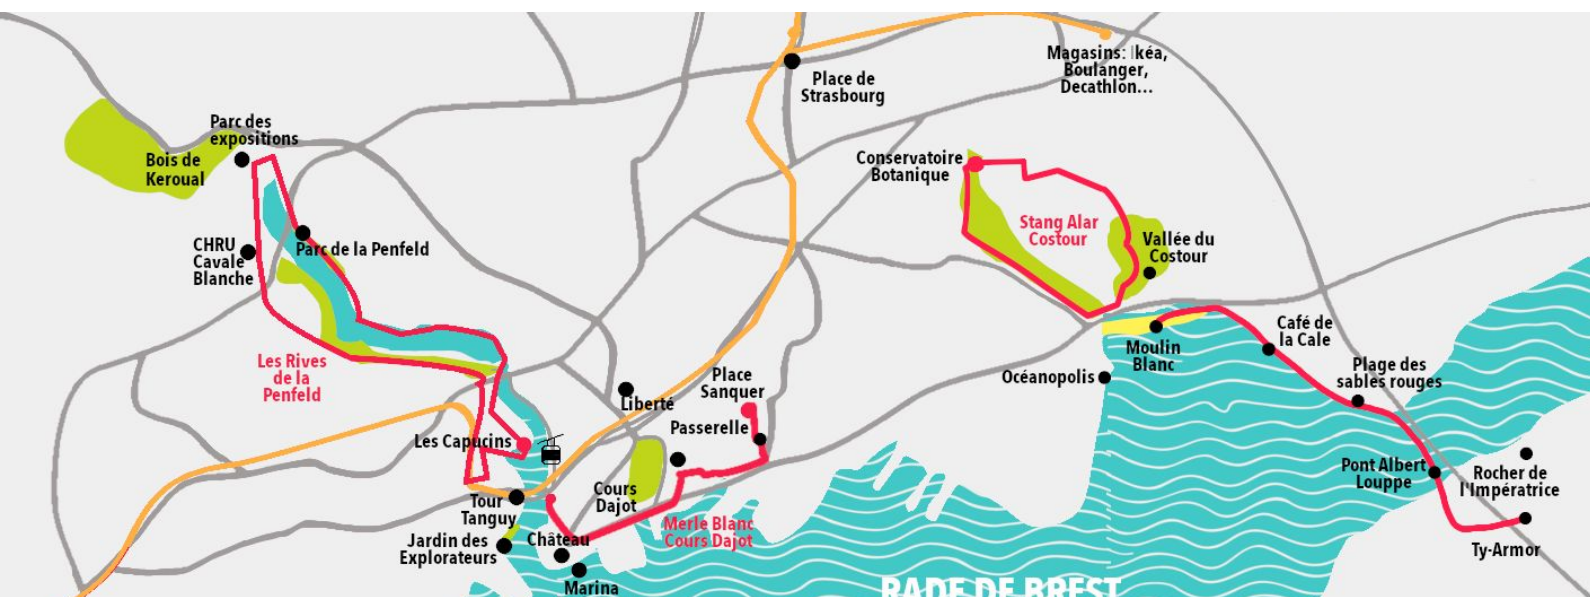 Magasins: Ikéa,
Boulanger,
Decathlon...
Place de
Strasbourg
Parc des
expositions
Bois de
Keroual
Conservatoire
Botanique
Stang Alar
Costour
Vallée du
Costour
CHRU
Cavale
Blanche
Parc de la Penfeld
Les Rives
de la
Penfeld
Café de
la Cale
Moulin
Blanc
Plage des
sables rouges
Océanopolis
Place
Sanquer
Liberté
Passerelle
Les Capucins
Pont Albert
Louppe
Rocher de
l'Impératrice
Cours
Dajot
Tour
Tanguy
Merle Blanc
Cours Dajot
Jardin des
Explorateurs
Château
Ty-Armor
Marina
RADE DE BREST